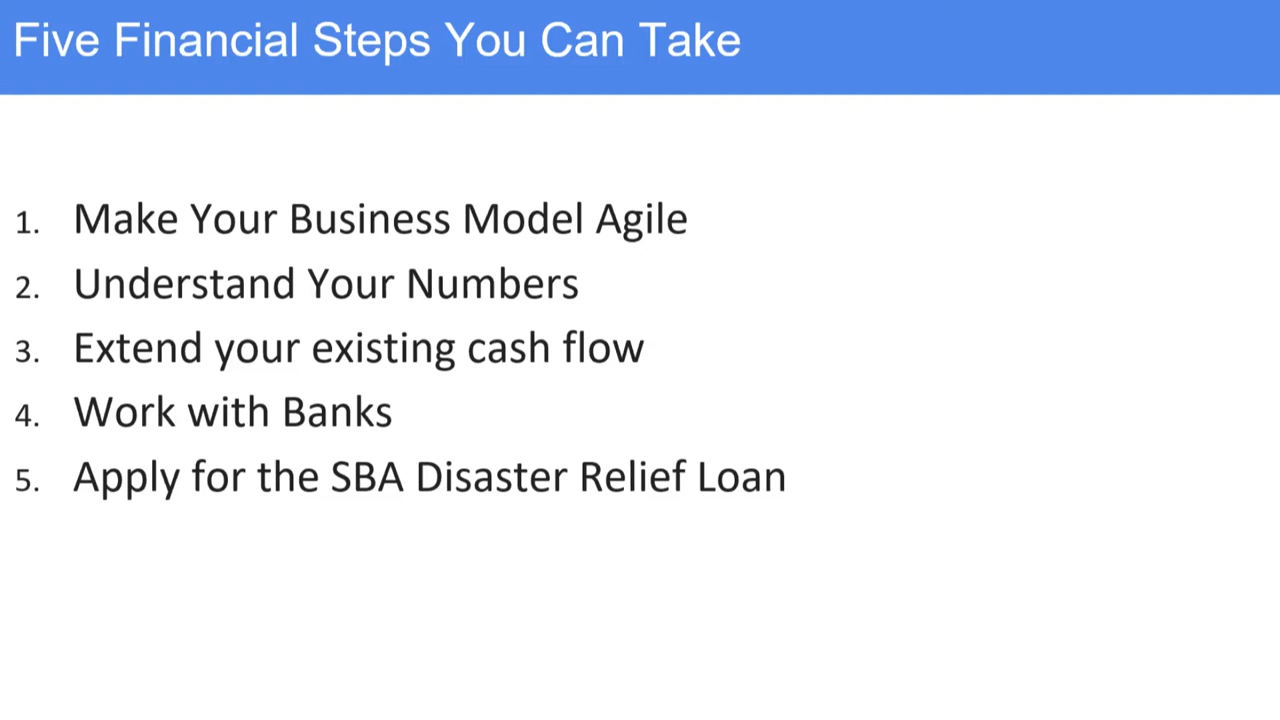 Five Financial Steps You Can Take
1. Make Your Business Model Agile
2. Understand Your Numbers
3. Extend your existing cash flow
4. Work with Banks
5. Apply for the SBA Disaster Relief Loan